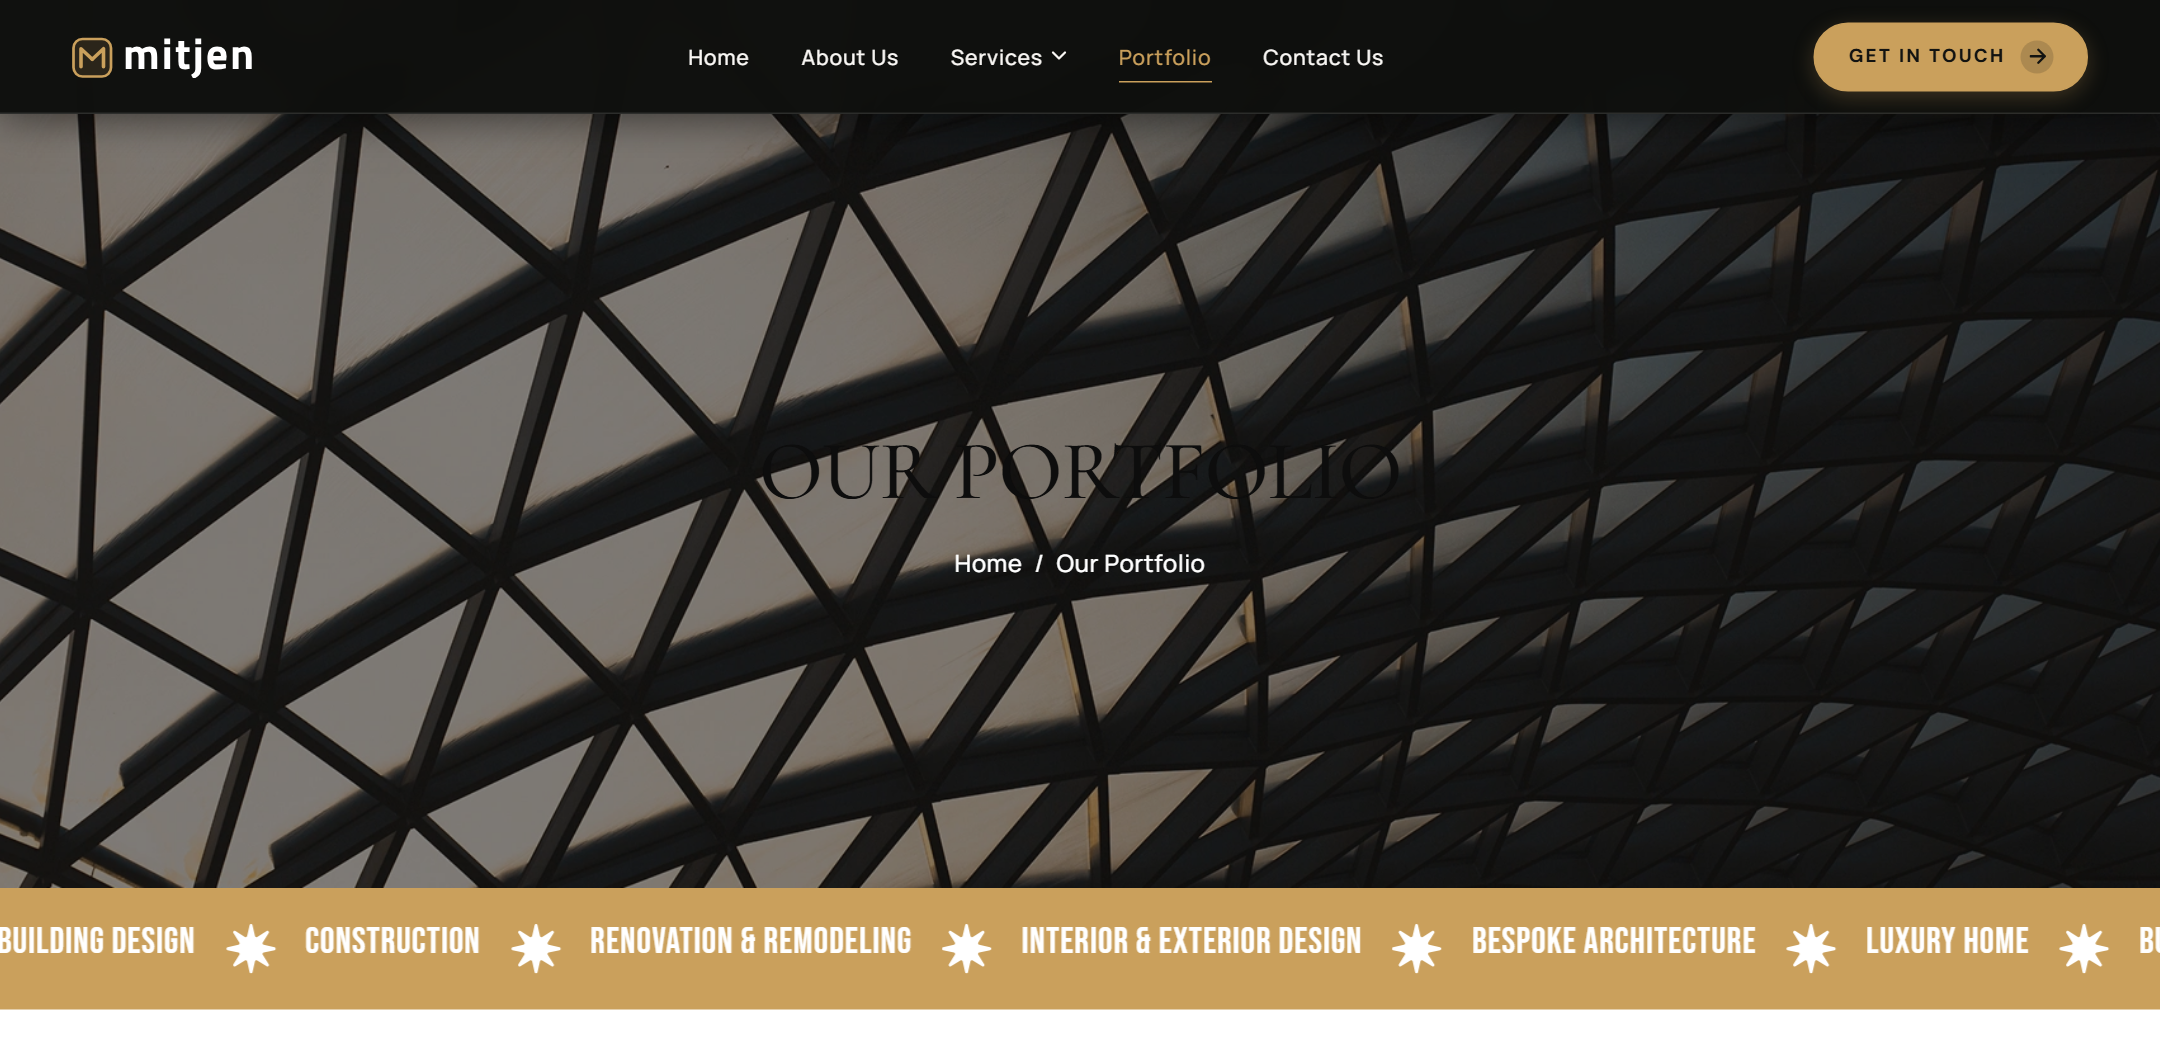 mitjen
Home About Us Services Portfolio Contact Us
GET IN TOUCH
OUR PORTFOLIO
Home / Our Portfolio
BUILDING DESIGN CONSTRUCTION RENOVATION & REMODELING INTERIOR & EXTERIOR DESIGN BESPOKE ARCHITECTURE LUXURY HOME